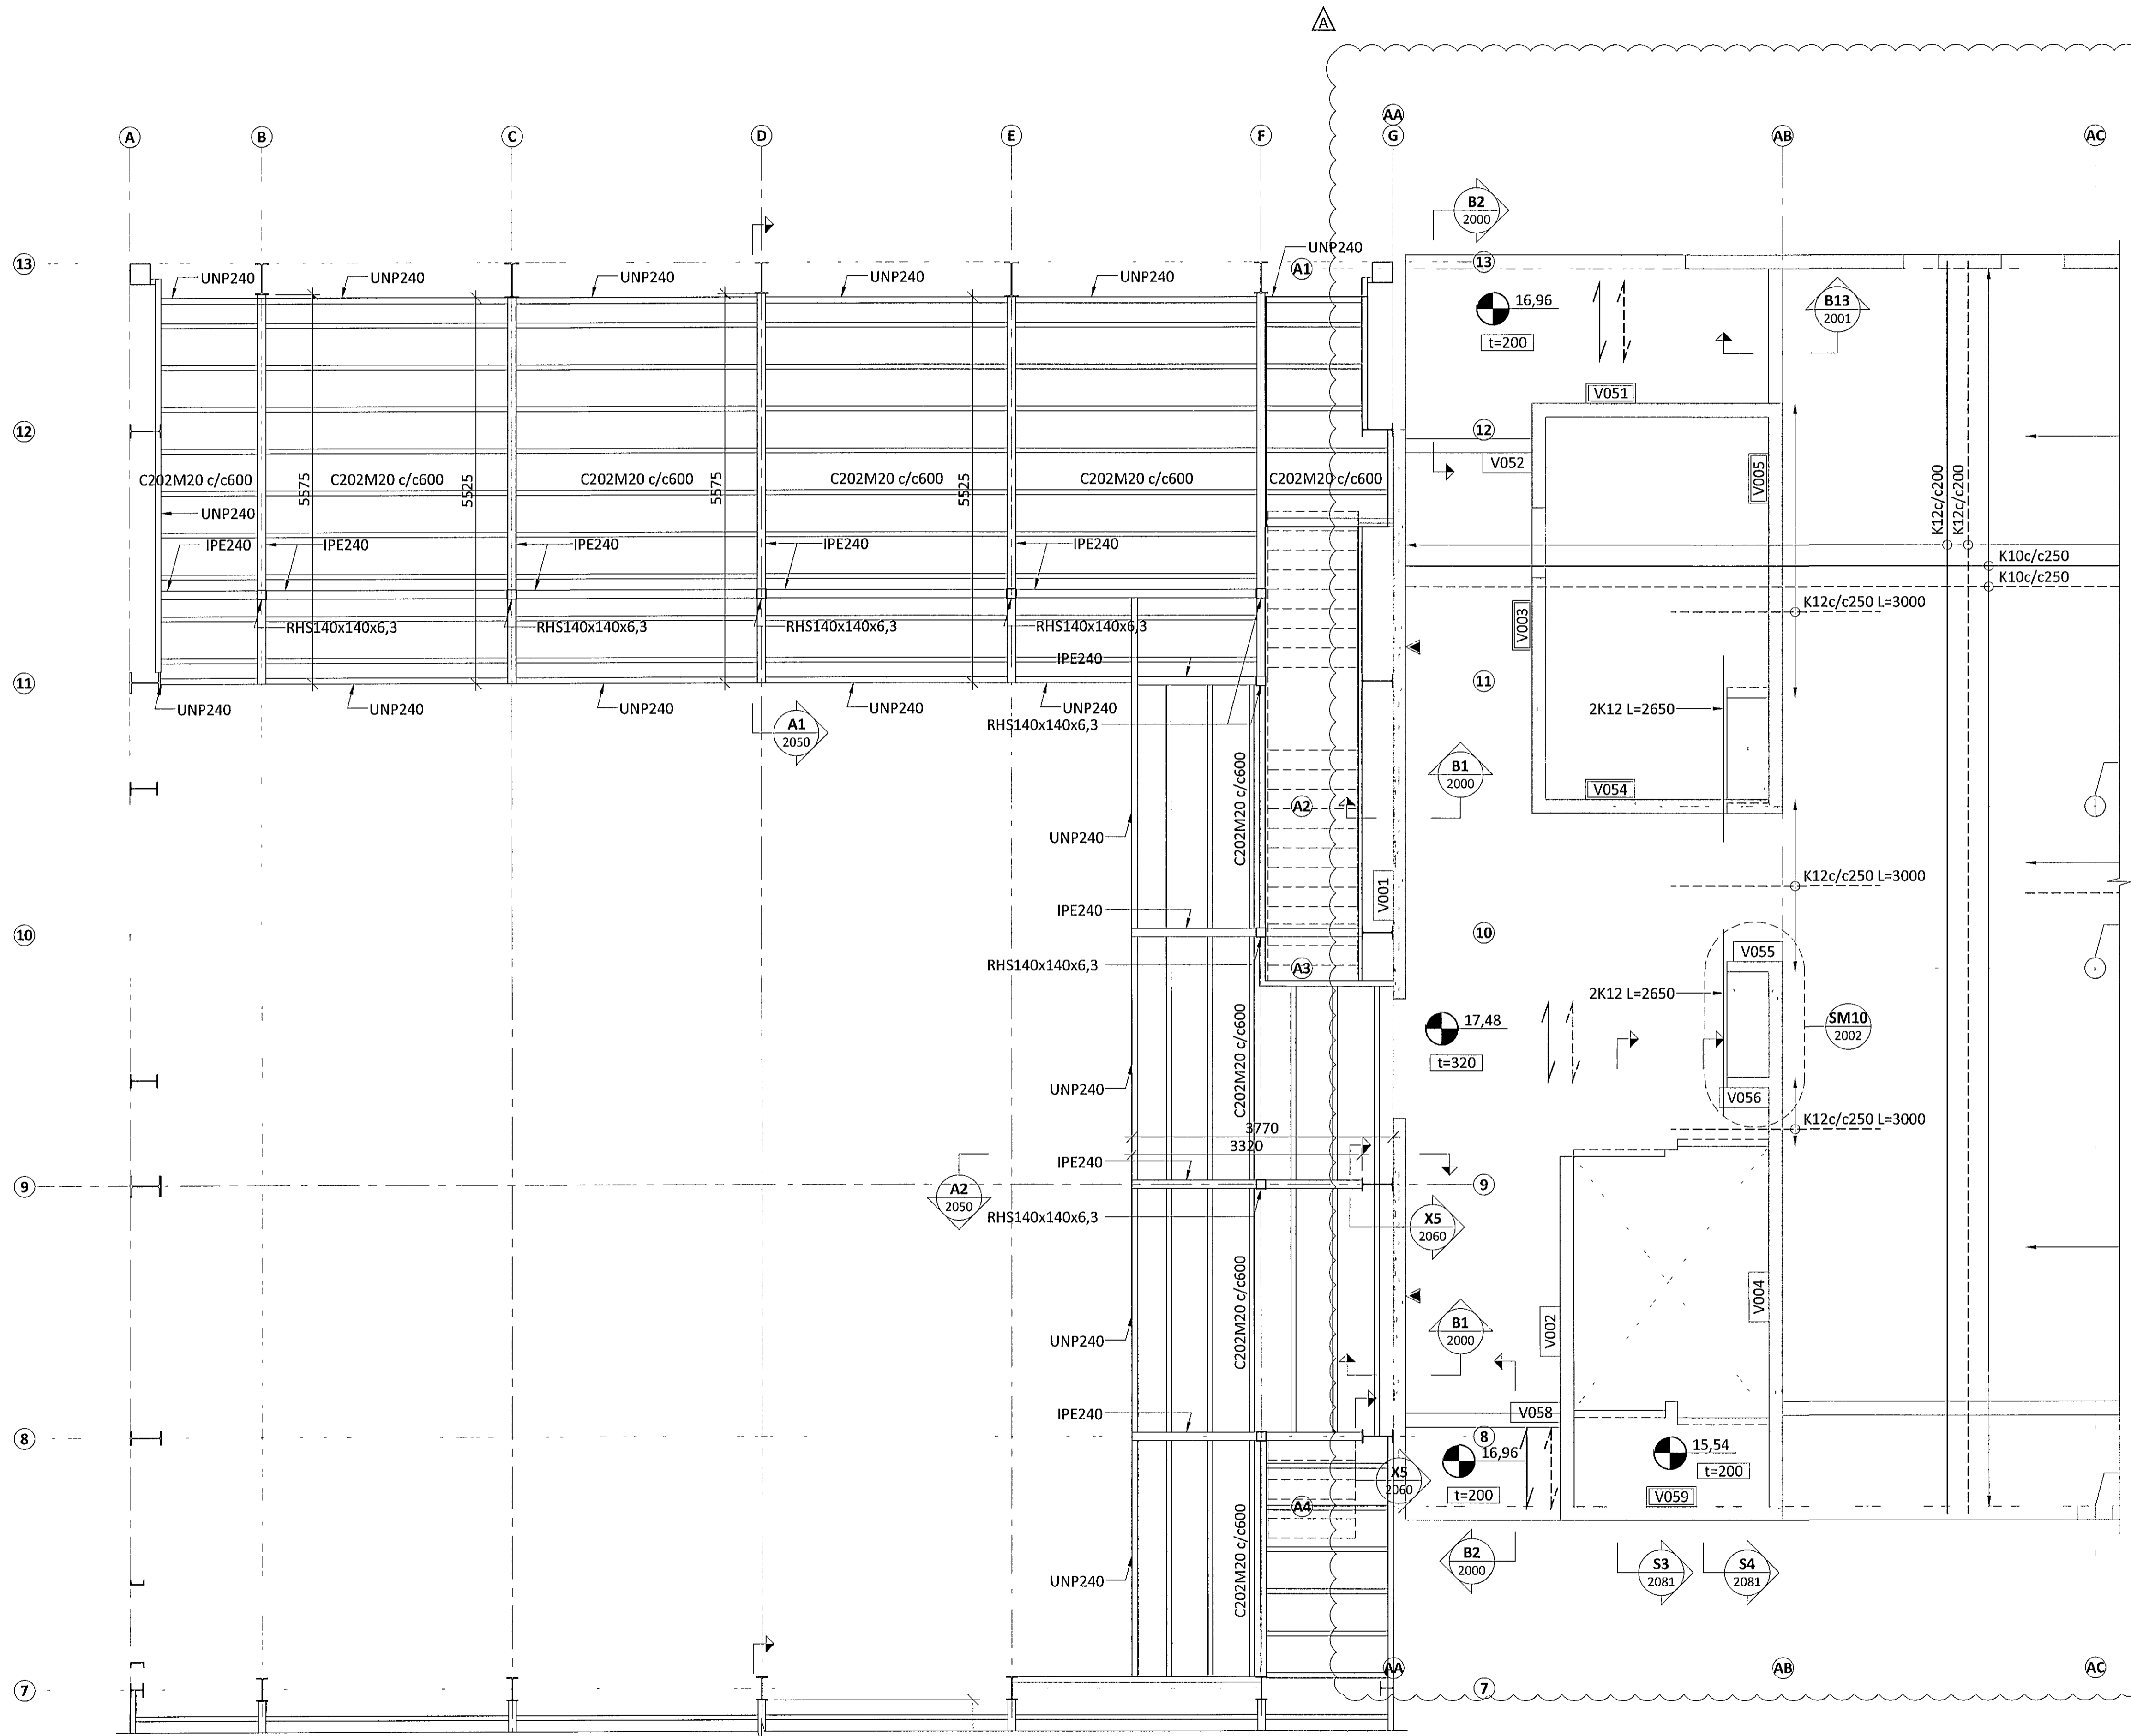 A
AA
A B C D E F G AB AC
B2
2000
UNP240
13 A1 13
UNP240 UNP240 UNP240 UNP240 UNP240
16,96
t=200
B13
2001
V051
12 12
V052
V005
C202M20 c/c600 5575 C202M20 c/c600 5525 C202M20 c/c600 5575 C202M20 c/c600 5525 C202M20 c/c600 C202M20 c/c600
K12c/c200 K12c/c200
UNP240
IPE240 IPE240 IPE240 IPE240 IPE240
K10c/c250
K10c/c250
K12c/c250 L=3000
V003
RHS140x140x6,3 RHS140x140x6,3 RHS140x140x6,3 RHS140x140x6,3
IPE240
11 11
UNP240 UNP240 UNP240 UNP240 UNP240
2K12 L=2650
RHS140x140x6,3
A1
2050
B1
2000
V054
C202M20 c/c600
A2
UNP240
K12c/c250 L=3000
V001
IPE240
10 10
V055
RHS140x140x6,3
A3
2K12 L=2650
17,48
t=320
SM10
2002
C202M20 c/c600
UNP240
V056
K12c/c250 L=3000
3770
3320
IPE240
9 9
A2
2050
RHS140x140x6,3
X5
2060
C202M20 c/c600
V004
B1
2000
V002
UNP240
IPE240
V058
8 8
16,96
t=200
15,54
t=200
X5
2060
V059
A4
C202M20 c/c600
UNP240
B2
2000
S3
2081
S4
2081
AA AB AC
7 7